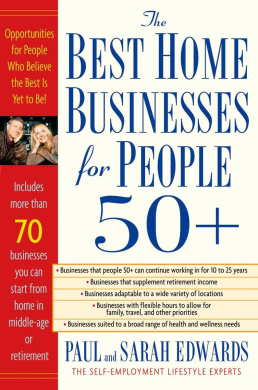 Opportunities
for People
Who Believe
the Best Is
Yet to Be!
Includes
more than
70
businesses
you can
start from
home in
middle-age
or
retirement
The
BEST HOME
BUSINESSES
for PEOPLE
50+
• Businesses that people 50+ can continue working in for 10 to 25 years
• Businesses that supplement retirement income
• Businesses adaptable to a wide variety of locations
• Businesses with flexible hours to allow for
family, travel, and other priorities
• Businesses suited to a broad range of health and wellness needs
PAUL and SARAH EDWARDS
THE SELF-EMPLOYMENT LIFESTYLE EXPERTS